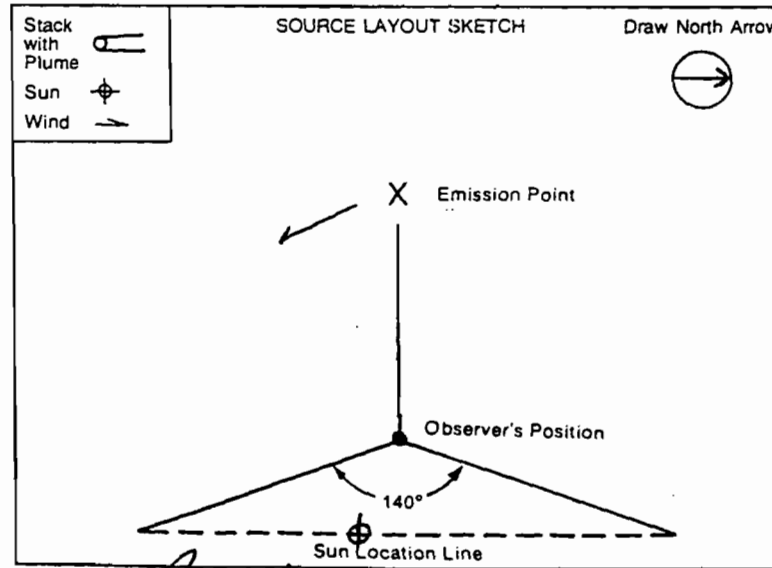 Stack
with
Plume
Sun
Wind
SOURCE LAYOUT SKETCH
Draw North Arrow
X Emission Point
Observer's Position
140°
Sun Location Line